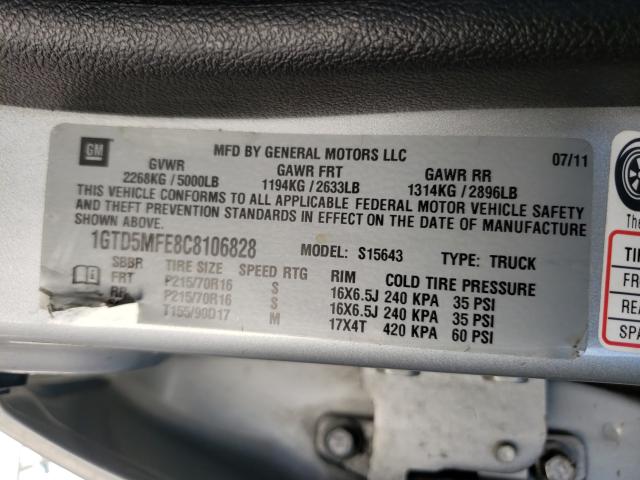 GM
MFD BY GENERAL MOTORS LLC 07/11
GVWR GAWR FRT GAWR RR
2268KG / 5000LB 1194KG / 2633LB 1314KG / 2896LB
THIS VEHICLE CONFORMS TO ALL APPLICABLE FEDERAL MOTOR VEHICLE SAFETY
AND THEFT PREVENTION STANDARDS IN EFFECT ON THE DATE OF MANUFACTURE
SHOWN ABOVE.
1GTD5MFE8C8106828 MODEL: S15643 TYPE: TRUCK
SBBR TIRE SIZE SPEED RTG RIM COLD TIRE PRESSURE
FRT P215/70R16 S 16X6.5J 240 KPA 35 PSI
RR P215/70R16 S 16X6.5J 240 KPA 35 PSI
T155/90D17 M 17X4T 420 KPA 60 PSI
The